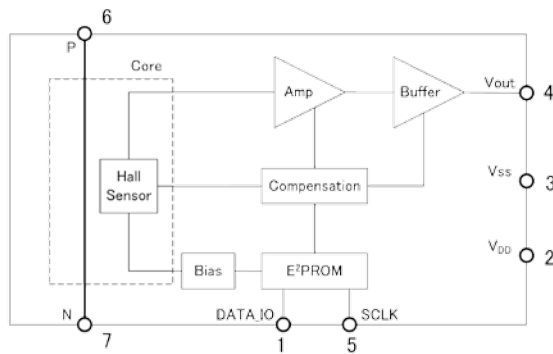 6
P
Core
Amp
Buffer
Vout
4
Hall
Sensor
Compensation
VSS
3
VDD
2
Bias
E²PROM
N
7
DATA_IO
1
SCLK
5